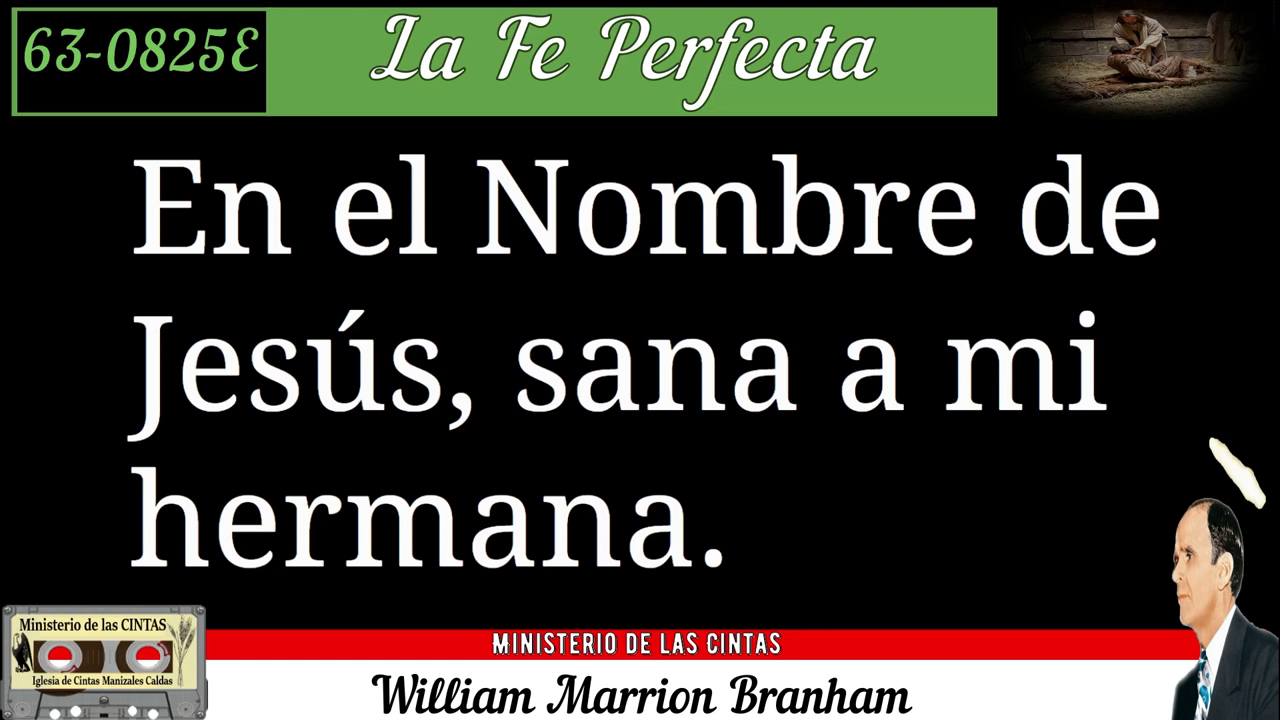 63-0825E
La Fe Perfecta
En el Nombre de
Jesús, sana a mi
hermana.
Ministerio de las CINTAS
Iglesia de Cintas Manizales Caldas
MINISTERIO DE LAS CINTAS
William Marrion Branham